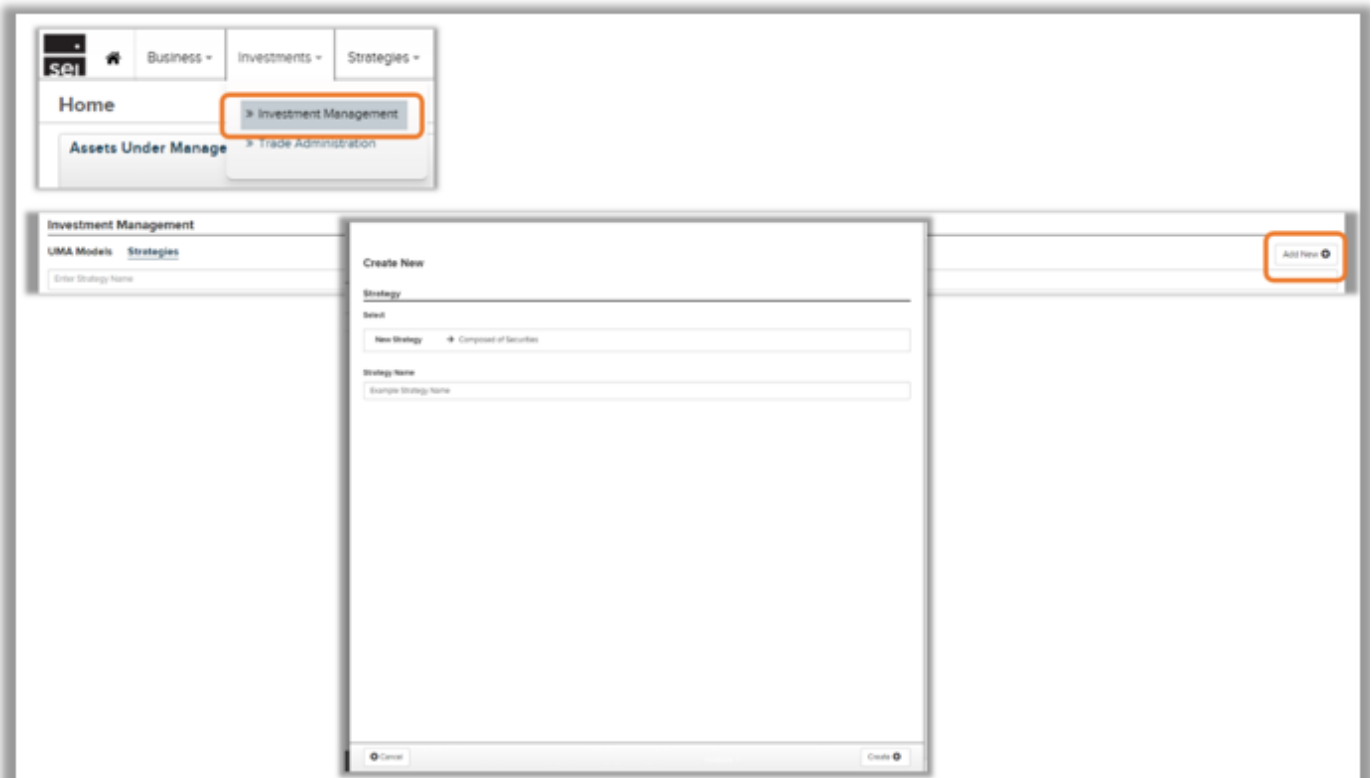 sei Business Investments Strategies
Home
» Investment Management
Assets Under Manage
» Trade Administration
Investment Management
UMA Models Strategies
Add New
Enter Strategy Name
Create New
Strategy
Select
New Strategy → Composed of Securities
Strategy Name
Example Strategy Name
Cancel
Create